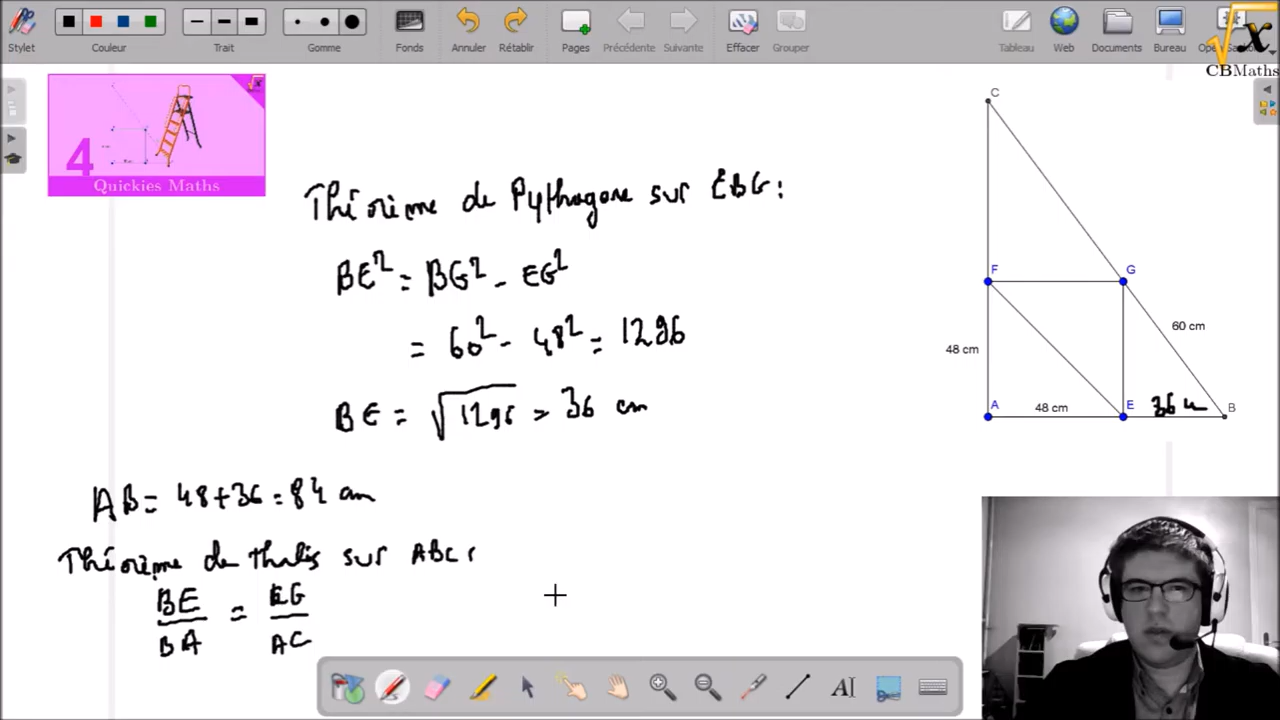 Stylet
Couleur
Trait
Gomme
Fonds
Annuler
Rétablir
Pages
Précédente
Suivante
Effacer
Grouper
Tableau
Web
Documents
Bureau
CBMaths
4
Quickies Maths
Théorème de Pythagore sur EBG:
BE² = BG² - EG²
= 60² - 48² = 1296
BE = √1296 = 36 cm
AB = 48+36 = 84 cm
Théorème de Thalès sur ABC
BE/BA = EG/AC
C
F
G
60 cm
48 cm
A
48 cm
E
36 cm
B
AI